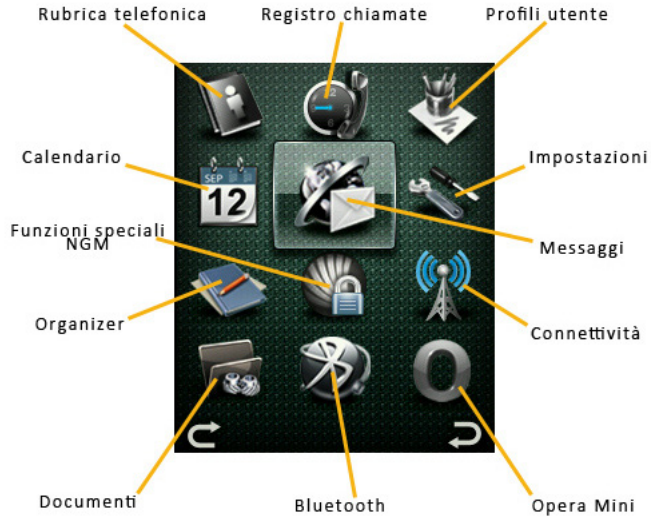 Rubrica telefonica
Registro chiamate
Profili utente
Calendario
SEP
12
Impostazioni
Funzioni speciali
NGM
Messaggi
Organizer
Connettività
Documenti
Bluetooth
Opera Mini